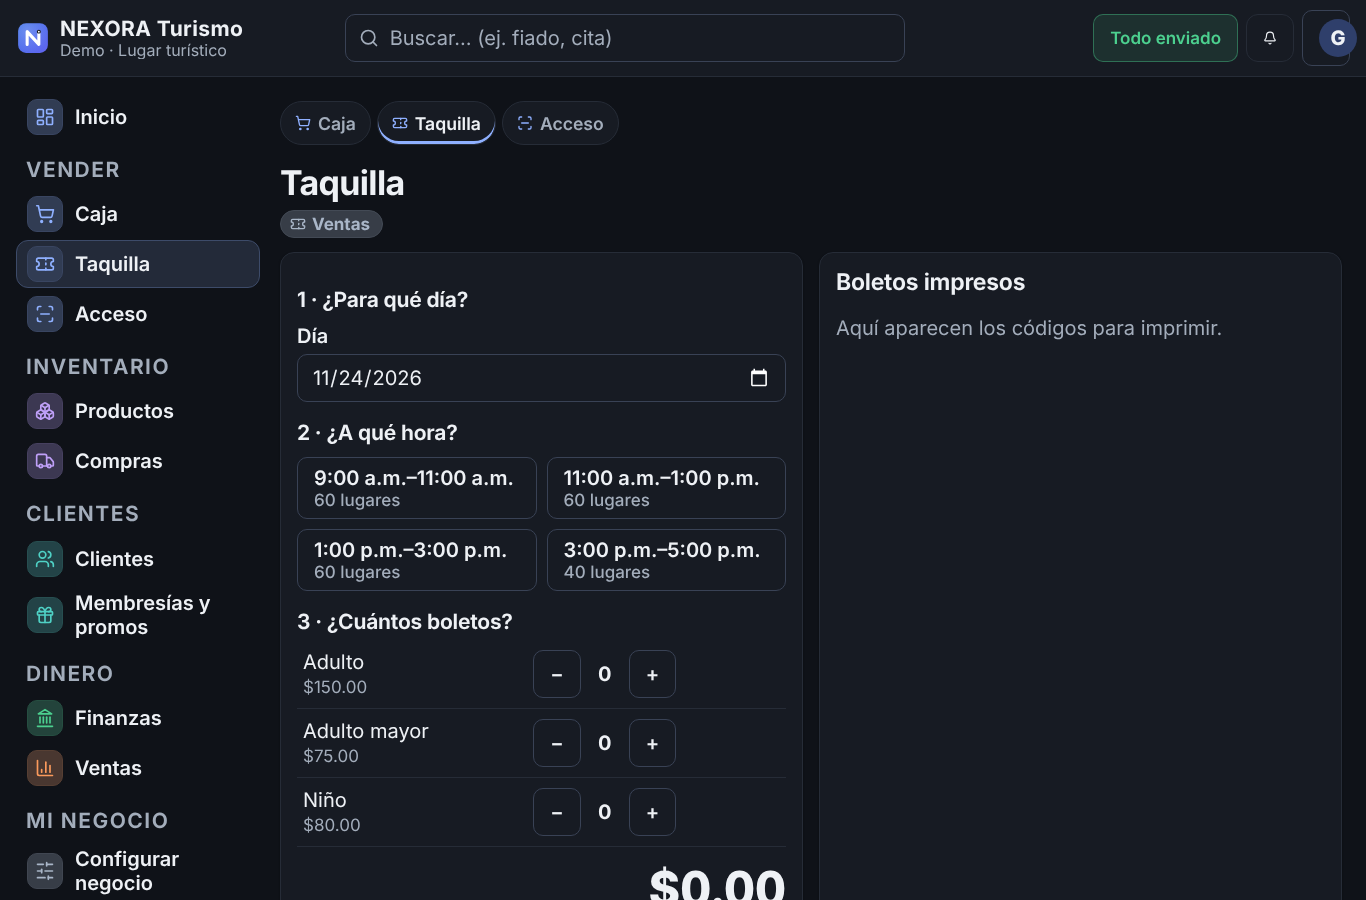 NEXORA Turismo
Demo · Lugar turístico
Buscar... (ej. fiado, cita)
Todo enviado
G
Inicio
VENDER
Caja
Taquilla
Acceso
INVENTARIO
Productos
Compras
CLIENTES
Clientes
Membresías y
promos
DINERO
Finanzas
Ventas
MI NEGOCIO
Configurar
negocio
Caja
Taquilla
Acceso
Taquilla
Ventas
1 · ¿Para qué día?
Día
11/24/2026
2 · ¿A qué hora?
9:00 a.m.–11:00 a.m.
60 lugares
11:00 a.m.–1:00 p.m.
60 lugares
1:00 p.m.–3:00 p.m.
60 lugares
3:00 p.m.–5:00 p.m.
40 lugares
3 · ¿Cuántos boletos?
Adulto
$150.00
– 0 +
Adulto mayor
$75.00
– 0 +
Niño
$80.00
– 0 +
$0.00
Boletos impresos
Aquí aparecen los códigos para imprimir.